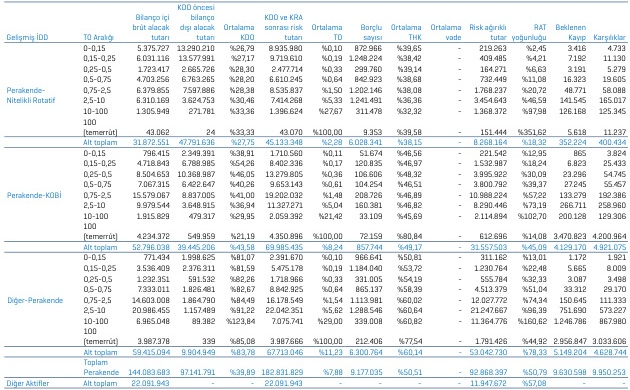 Gelişmiş İDD TO Aralığı Bilanço içi brüt alacak tutarı KDO öncesi bilanço dışı alacak tutarı Ortalama KDO KDO ve KRA sonrası risk tutarı Ortalama TO Borçlu sayısı Ortalama THK Ortalama vade Risk ağırlıklı tutar RAT yoğunluğu Beklenen Kayıp Karşılıklar
Perakende-Nitelikli Rotatif
0-0,15 5.375.727 13.290.210 %26,79 8.935.980 %0,10 872.966 %39,65 - 219.263 %2,45 3.416 4.733
0,15-0,25 6.031.116 13.577.991 %27,17 9.719.610 %0,19 1.248.224 %38,42 - 409.485 %4,21 7.192 11.130
0,25-0,5 1.723.417 2.665.726 %28,30 2.477.714 %0,33 299.760 %39,14 - 164.271 %6,63 3.191 5.279
0,5-0,75 4.703.256 6.763.265 %28,20 6.610.245 %0,64 842.923 %38,68 - 732.449 %11,08 16.323 19.605
0,75-2,5 6.379.855 7.597.886 %28,38 8.535.837 %1,50 1.202.146 %38,08 - 1.768.237 %20,72 48.771 58.088
2,5-10 6.310.169 3.624.753 %30,46 7.414.268 %5,33 1.241.491 %36,36 - 3.454.643 %46,59 141.545 165.017
10-100 1.305.949 271.781 %33,36 1.396.624 %27,67 311.478 %32,32 - 1.368.372 %97,98 126.168 125.345
100 (temerrüt) 43.062 24 %33,33 43.070 %100,00 9.353 %39,58 - 151.444 %351,62 5.618 11.237
Alt toplam 31.872.551 47.791.636 %27,75 45.133.348 %2,28 6.028.341 %38,15 - 8.268.164 %18,32 352.224 400.434
Perakende-KOBİ
0-0,15 796.415 2.349.391 %38,91 1.710.560 %0,11 51.674 %46,56 - 221.542 %12,95 865 3.824
0,15-0,25 4.718.843 6.788.985 %54,26 8.402.336 %0,17 100.835 %46,97 - 1.532.987 %18,24 6.823 25.433
0,25-0,5 8.504.653 10.368.987 %46,05 13.279.805 %0,36 106.606 %48,32 - 3.995.922 %30,09 23.296 54.745
0,5-0,75 7.067.315 6.422.647 %40,26 9.653.143 %0,61 104.254 %46,51 - 3.800.792 %39,37 27.245 55.457
0,75-2,5 15.579.067 8.837.005 %41,00 19.202.032 %1,48 208.726 %46,89 - 10.988.224 %57,22 133.279 192.386
2,5-10 9.979.544 3.648.915 %36,94 11.327.271 %5,04 160.381 %46,82 - 8.290.446 %73,19 266.711 258.960
10-100 1.915.829 479.317 %29,95 2.059.392 %21,42 33.109 %45,69 - 2.114.894 %102,70 200.128 129.306
100 (temerrüt) 4.234.372 549.959 %21,19 4.350.896 %100,00 72.159 %80,84 - 612.696 %14,08 3.470.823 4.200.964
Alt toplam 52.796.038 39.445.206 %43,58 69.985.435 %8,24 857.744 %49,17 - 31.557.503 %45,09 4.129.170 4.921.075
Diğer-Perakende
0-0,15 771.434 1.998.625 %81,07 2.391.670 %0,10 966.641 %50,81 - 311.162 %13,01 1.172 1.921
0,15-0,25 3.536.409 2.376.311 %81,59 5.475.178 %0,19 1.184.040 %53,72 - 1.230.764 %22,48 5.665 8.009
0,25-0,5 1.232.351 591.532 %82,26 1.718.966 %0,33 331.005 %54,19 - 555.784 %32,33 3.087 3.498
0,5-0,75 7.333.011 1.826.481 %82,67 8.842.925 %0,64 865.137 %58,39 - 4.513.379 %51,04 33.312 29.170
0,75-2,5 14.603.008 1.864.790 %84,49 16.178.549 %1,54 1.113.981 %60,02 - 12.027.772 %74,34 150.645 111.333
2,5-10 20.986.455 1.157.489 %91,22 22.042.351 %5,62 1.288.546 %60,64 - 21.247.667 %96,39 751.690 573.227
10-100 6.965.048 89.382 %123,84 7.075.741 %29,00 339.008 %60,82 - 11.364.776 %160,62 1.246.786 867.980
100 (temerrüt) 3.987.378 339 %85,08 3.987.666 %100,00 212.406 %77,54 - 1.791.426 %44,92 2.956.847 3.033.606
Alt toplam 59.415.094 9.904.949 %83,78 67.713.046 %11,23 6.300.764 %60,14 - 53.042.730 %78,33 5.149.204 4.628.744
Toplam Perakende 144.083.683 97.141.791 %39,89 182.831.829 %7,88 9.177.035 %50,51 - 92.868.397 %50,79 9.630.598 9.950.253
Diğer Aktifler 22.091.943 - - 22.091.943 - - - - 11.947.672 %57,08 - -